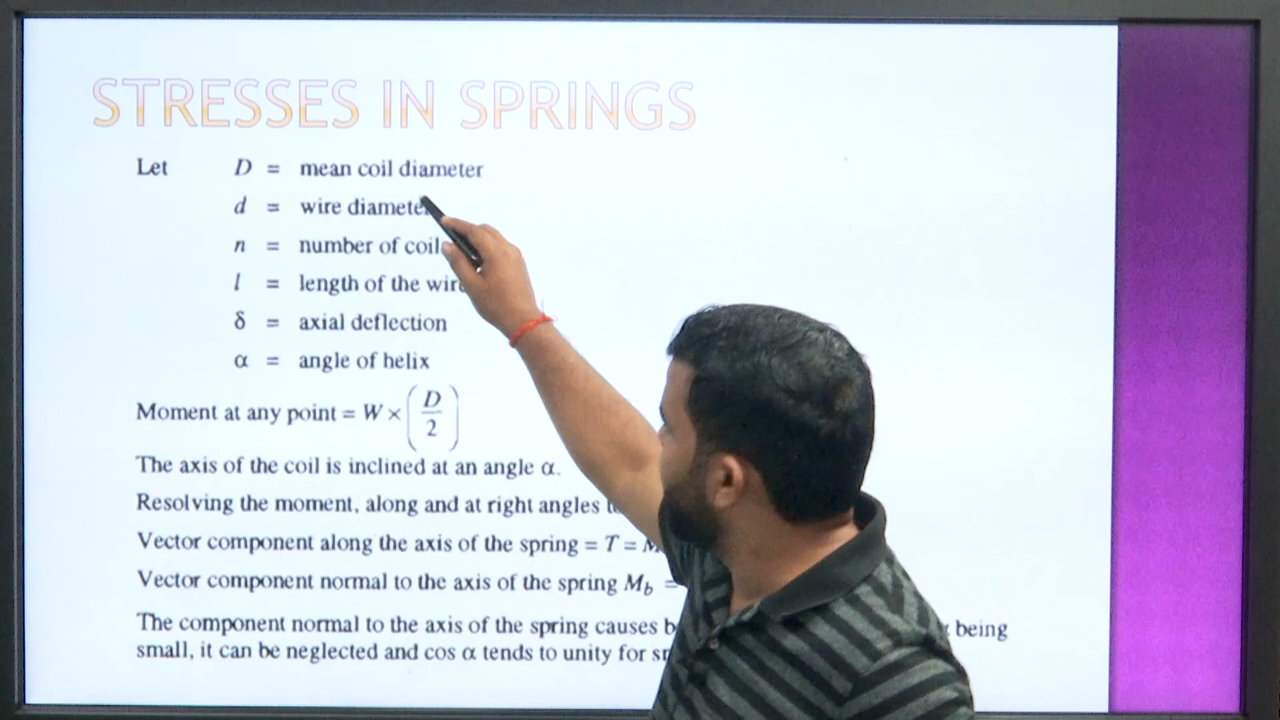 STRESSES IN SPRINGS
Let D = mean coil diameter
d = wire diameter
n = number of coil
l = length of the wire
δ = axial deflection
α = angle of helix
Moment at any point = W × (D/2)
The axis of the coil is inclined at an angle α.
Resolving the moment, along and at right angles
Vector component along the axis of the spring = T = M
Vector component normal to the axis of the spring M_b =
The component normal to the axis of the spring causes being
small, it can be neglected and cos α tends to unity for